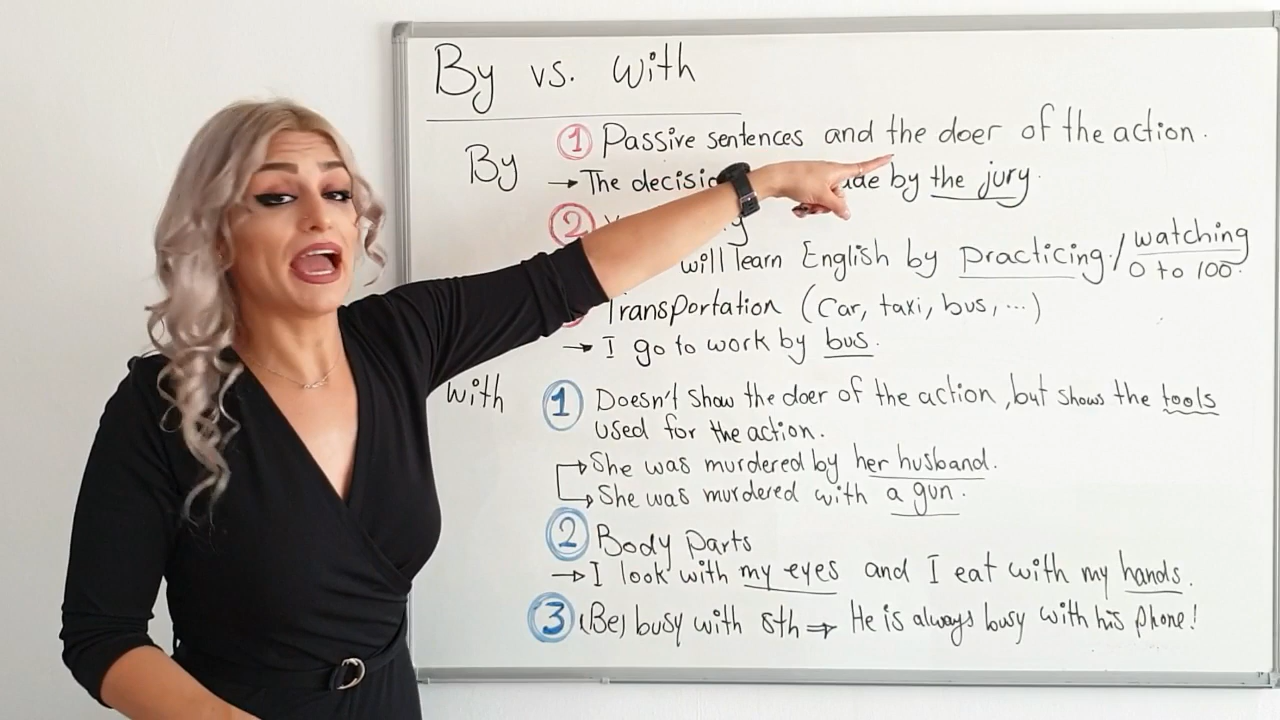 By vs. with
By ① Passive sentences and the doer of the action.
→ The by the jury.
②
will learn English by practicing / watching 0 to 100.
Transportation (Car, taxi, bus, ...)
→ I go to work by bus.
with ① Doesn't show the doer of the action, but shows the tools
used for the action.
→ She was murdered by her husband.
→ She was murdered with a gun.
② Body Parts
→ I look with my eyes and I eat with my hands.
③ (Be) busy with sth ⇒ He is always busy with his phone!